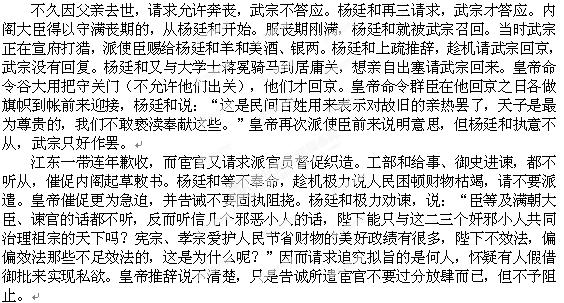 不久因父亲去世，请求允许奔丧，武宗不答应。杨廷和再三请求，武宗才答应。内
阁大臣得以守满丧期的，从杨廷和开始。服丧期刚满，杨廷和就被武宗召回。当时武宗
正在宣府打猎，派使臣赐给杨廷和羊和美酒、银两。杨廷和上疏推辞，趁机请武宗回京，
武宗没有回复。杨廷和又与大学士蒋冕骑马到居庸关，想亲自出塞请武宗回来。皇帝命
令谷大用把守关门（不允许他们出关），他们才回京。皇帝命令群臣在他回京之日各做
旗帜到帐前来迎接，杨廷和说：“这是民间百姓用来表示对故旧的亲热罢了，天子是最
为尊贵的，我们不敢亵渎奉献这些。”皇帝再次派使臣前来说明意思，但杨廷和执意不
从，武宗只好作罢。
江东一带连年歉收，而宦官又请求派官员督促织造。工部和给事、御史进谏，都不
听从，催促内阁起草敕书。杨廷和等不奉命，趁机极力说人民困顿财物枯竭，请不要派
遣。皇帝催促更为急迫，并告诫不要固执阻挠。杨廷和极力劝谏，说：“臣等及满朝大
臣、谏官的话都不听，反而听信几个邪恶小人的话，陛下能只与这二三个奸邪小人共同
治理祖宗的天下吗？宪宗、孝宗爱护人民节省财物的美好政绩有很多，陛下不效法，偏
偏效法那些不足效法的，这是为什么呢？”因而请求追究拟旨的是何人，怀疑有人假借
御批来实现私欲。皇帝推辞说不清楚，只是告诫所遣宦官不要过分放肆而已，但不予阻
止。